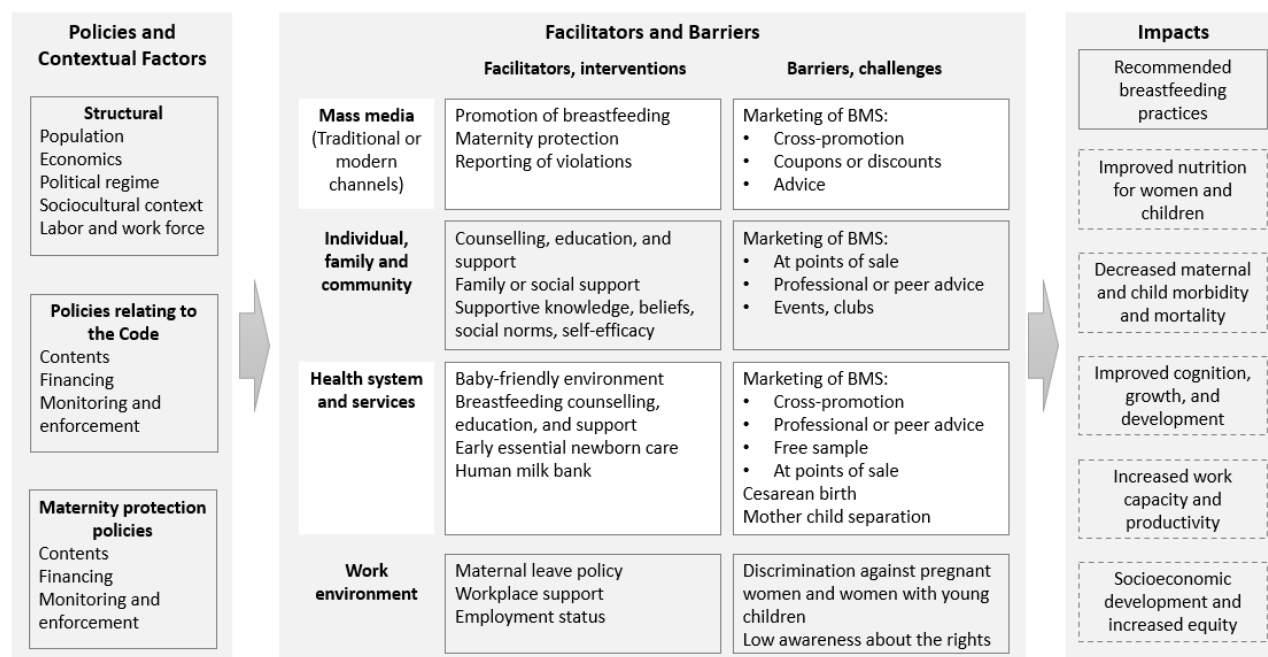 Policies and
Contextual Factors
Structural
Population
Economics
Political regime
Sociocultural context
Labor and work force
Policies relating to
the Code
Contents
Financing
Monitoring and
enforcement
Maternity protection
policies
Contents
Financing
Monitoring and
enforcement
Facilitators and Barriers
Facilitators, interventions
Barriers, challenges
Mass media
(Traditional or
modern
channels)
Promotion of breastfeeding
Maternity protection
Reporting of violations
Marketing of BMS:
• Cross-promotion
• Coupons or discounts
• Advice
Individual,
family and
community
Counselling, education, and
support
Family or social support
Supportive knowledge, beliefs,
social norms, self-efficacy
Marketing of BMS:
• At points of sale
• Professional or peer advice
• Events, clubs
Health system
and services
Baby-friendly environment
Breastfeeding counselling,
education, and support
Early essential newborn care
Human milk bank
Marketing of BMS:
• Cross-promotion
• Professional or peer advice
• Free sample
• At points of sale
Cesarean birth
Mother child separation
Work
environment
Maternal leave policy
Workplace support
Employment status
Discrimination against pregnant
women and women with young
children
Low awareness about the rights
Impacts
Recommended
breastfeeding
practices
Improved nutrition
for women and
children
Decreased maternal
and child morbidity
and mortality
Improved cognition,
growth, and
development
Increased work
capacity and
productivity
Socioeconomic
development and
increased equity